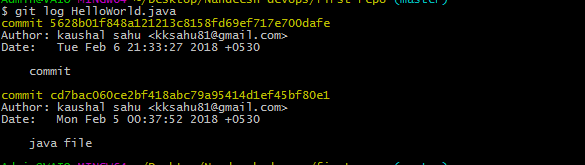 $ git log HelloWorld.java
commit 5628b01f848a121213c8158fd69ef717e700dafe
Author: kaushal sahu <kksahu81@gmail.com>
Date:   Tue Feb 6 21:33:27 2018 +0530
commit
commit cd7bac060ce2bf418abc79a95414d1ef45bf80e1
Author: kaushal sahu <kksahu81@gmail.com>
Date:   Mon Feb 5 00:37:52 2018 +0530
java file